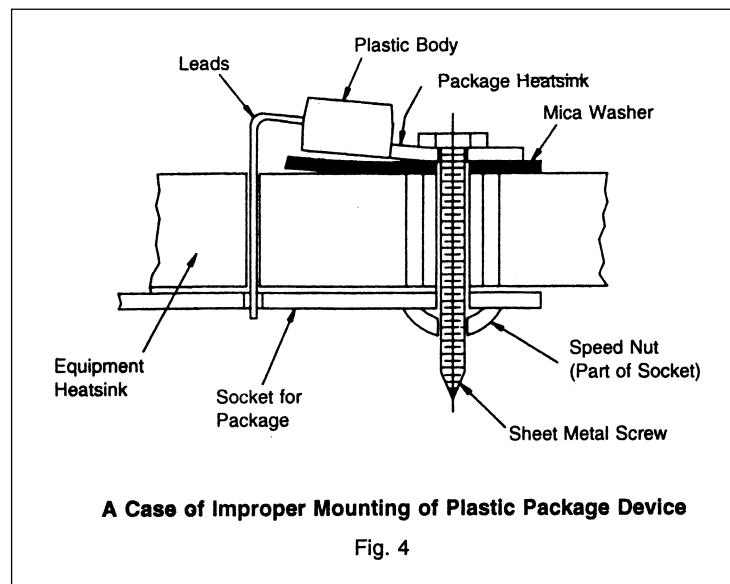 Plastic Body
Leads
Package Heatsink
Mica Washer
Equipment
Heatsink
Socket for
Package
Speed Nut
(Part of Socket)
Sheet Metal Screw
A Case of Improper Mounting of Plastic Package Device
Fig. 4